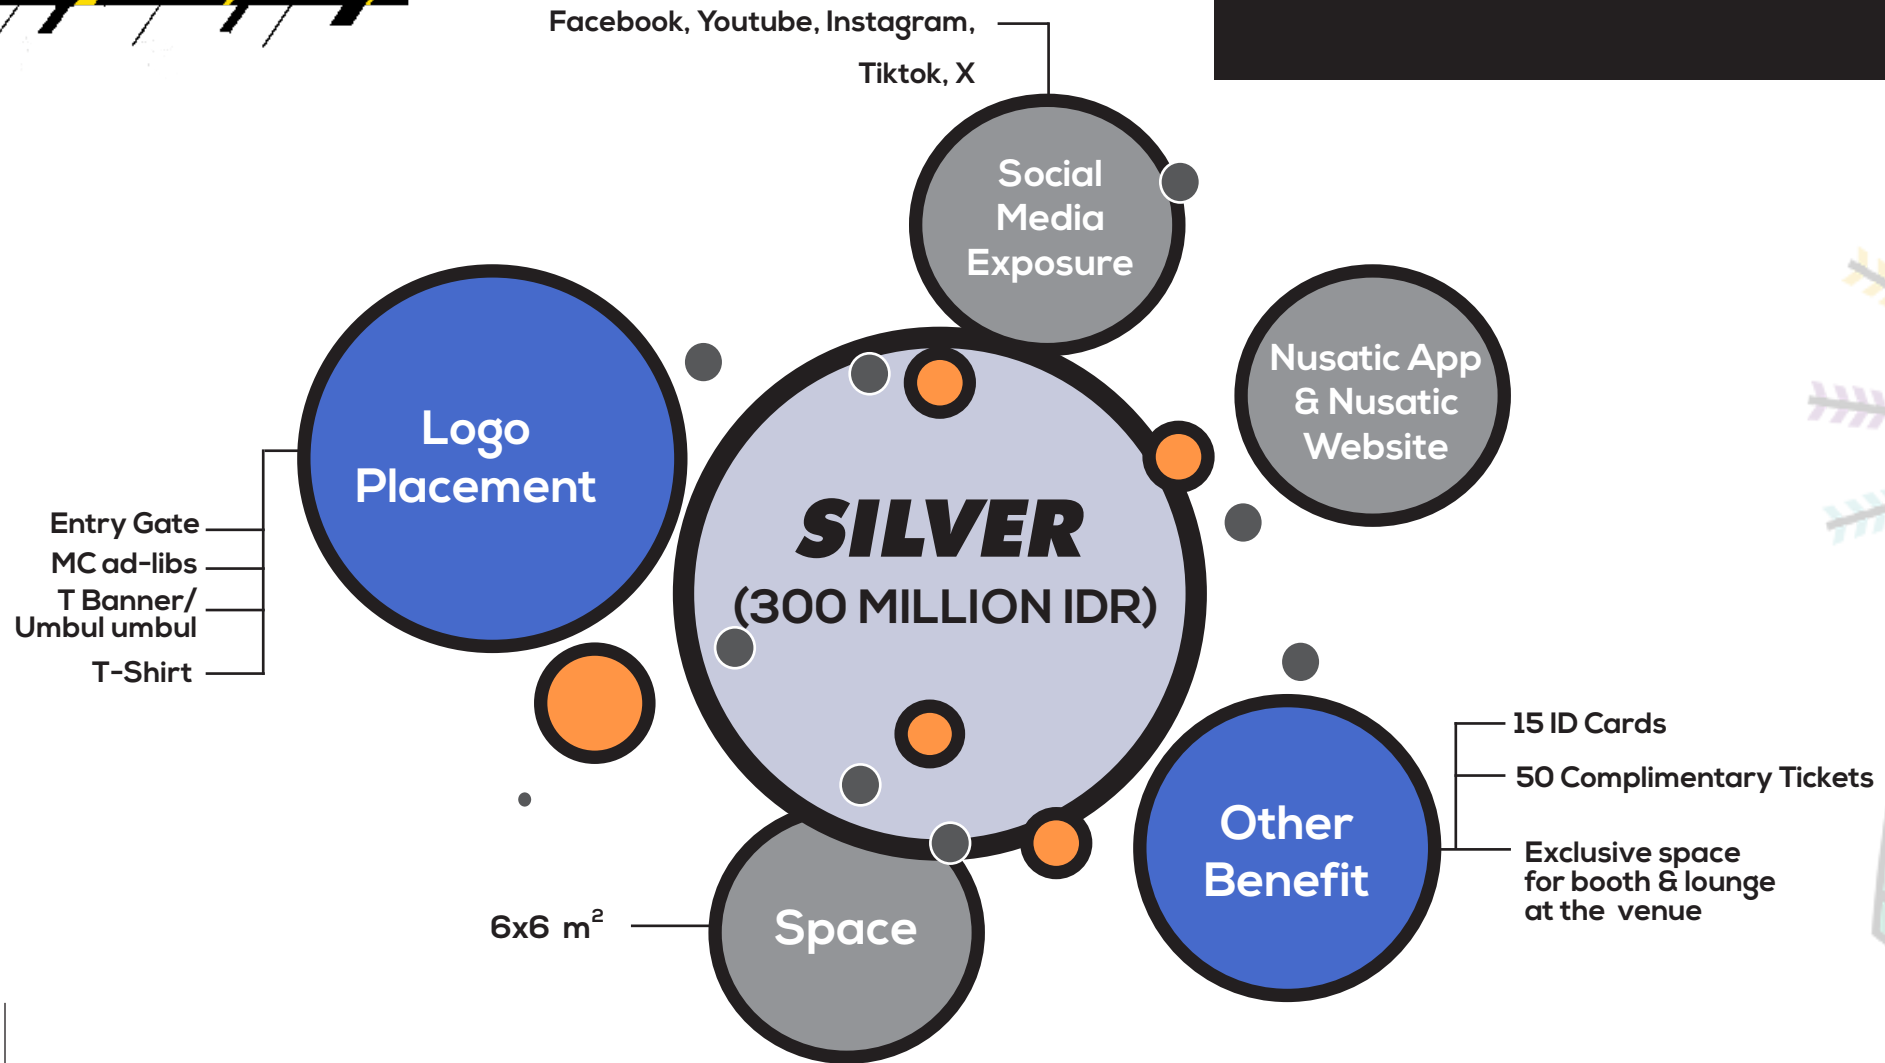 Facebook, Youtube, Instagram,
Tiktok, X
Social
Media
Exposure
Nusatic App
& Nusatic
Website
Logo
Placement
Entry Gate
MC ad-libs
T Banner/
Umbul umbul
T-Shirt
SILVER
(300 MILLION IDR)
Other
Benefit
15 ID Cards
50 Complimentary Tickets
Exclusive space
for booth & lounge
at the venue
Space
6x6 m²